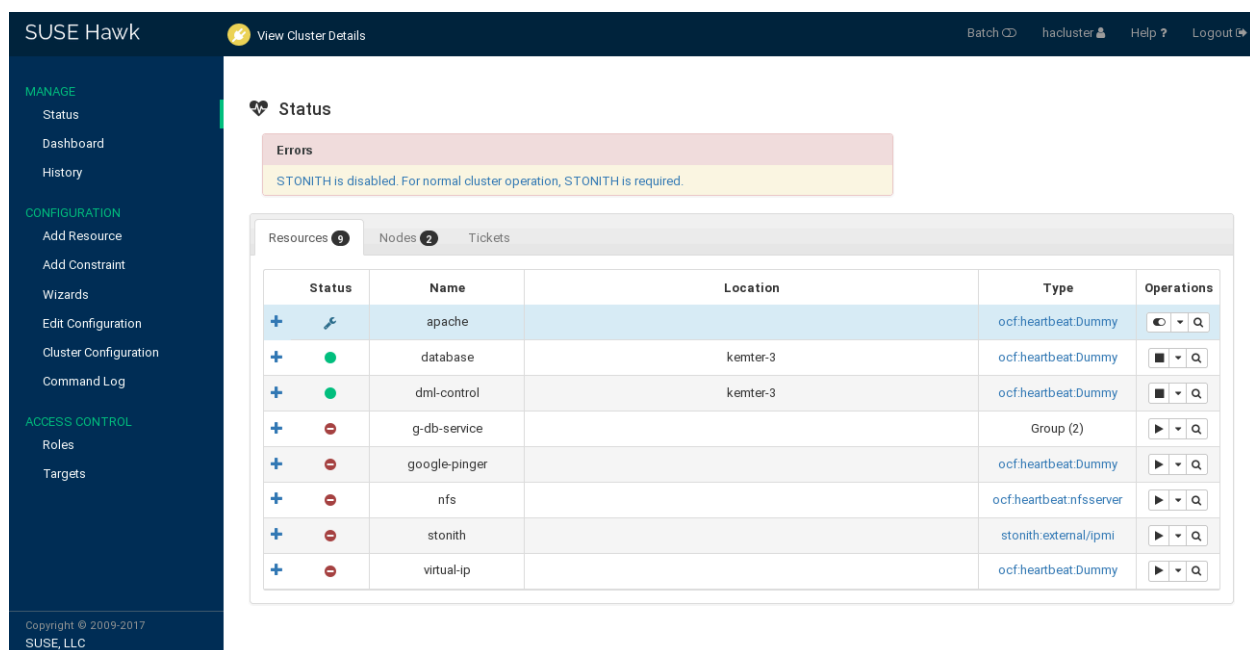 SUSE Hawk
View Cluster Details
Batch hacluster Help ? Logout
MANAGE
Status
Dashboard
History
CONFIGURATION
Add Resource
Add Constraint
Wizards
Edit Configuration
Cluster Configuration
Command Log
ACCESS CONTROL
Roles
Targets
Copyright © 2009-2017
SUSE, LLC
Status
Errors
STONITH is disabled. For normal cluster operation, STONITH is required.
Resources 9 Nodes 2 Tickets
Status Name Location Type Operations
apache ocf:heartbeat:Dummy
database kemter-3 ocf:heartbeat:Dummy
dml-control kemter-3 ocf:heartbeat:Dummy
g-db-service Group (2)
google-pinger ocf:heartbeat:Dummy
nfs ocf:heartbeat:nfsserver
stonith stonith:external/ipmi
virtual-ip ocf:heartbeat:Dummy